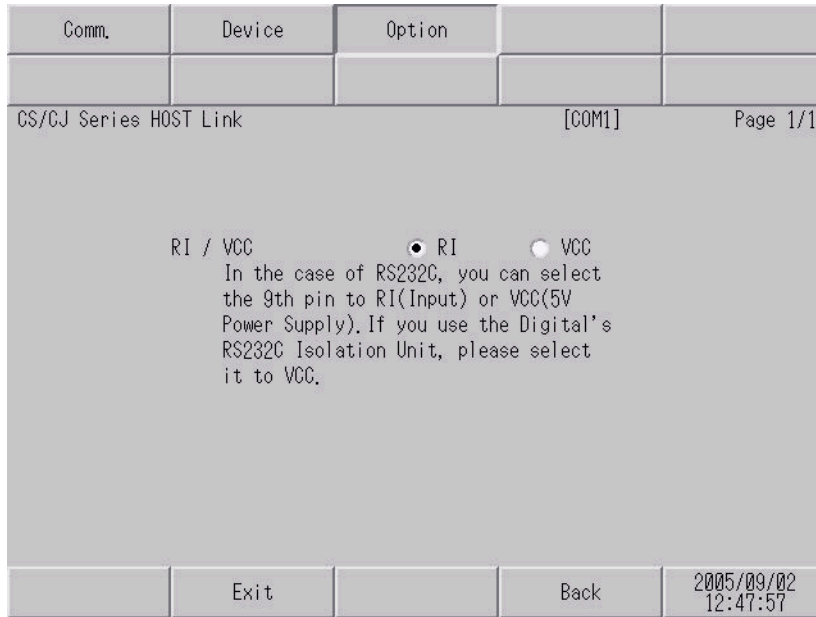 Comm. Device Option
CS/CJ Series HOST Link [COM1] Page 1/1
RI / VCC RI VCC
In the case of RS232C, you can select
the 9th pin to RI(Input) or VCC(5V
Power Supply).If you use the Digital's
RS232C Isolation Unit, please select
it to VCC.
Exit Back 2005/09/02
12:47:57